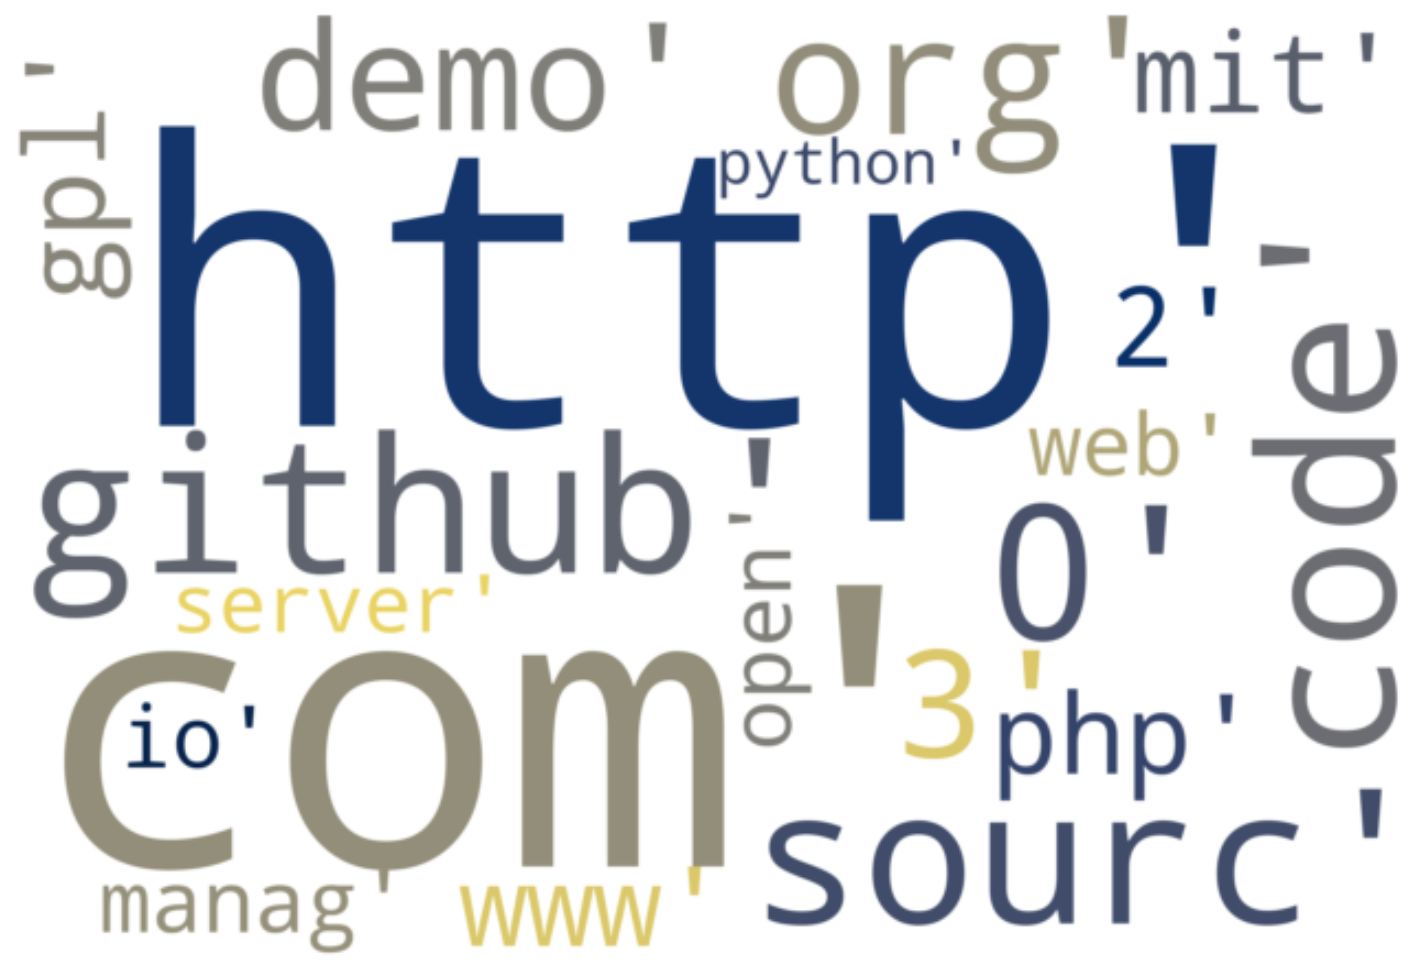 demo'
org'
mit'
gpl'
python'
http'
2'
code'
web'
github'
0'
open'
server'
com'
3'
io'
php'
sourc'
manag'
www'